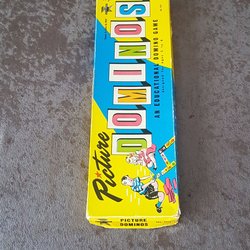 Picture
DOMINOS
AN EDUCATIONAL DOMINO GAME
PICTURE
DOMINOS